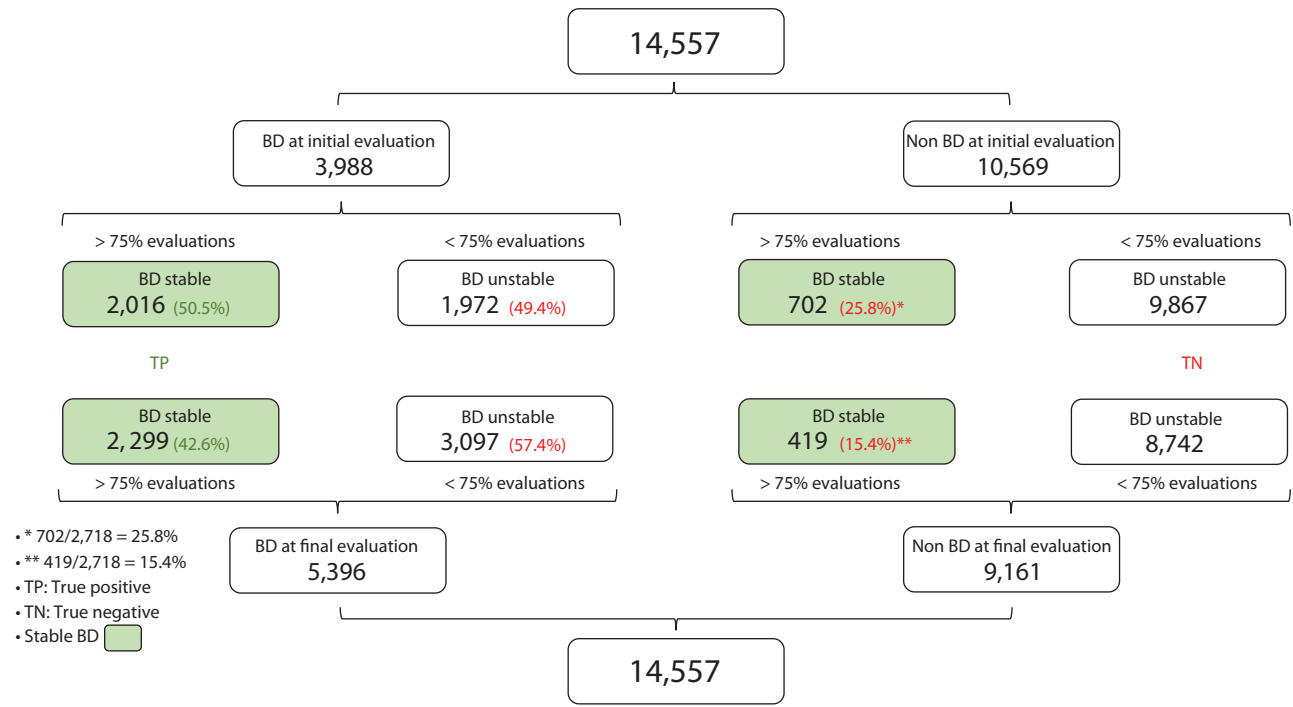 14,557
BD at initial evaluation
3,988
Non BD at initial evaluation
10,569
> 75% evaluations
< 75% evaluations
> 75% evaluations
< 75% evaluations
BD stable
2,016 (50.5%)
BD unstable
1,972 (49.4%)
BD stable
702 (25.8%)*
BD unstable
9,867
TP
TN
BD stable
2, 299 (42.6%)
BD unstable
3,097 (57.4%)
BD stable
419 (15.4%)**
BD unstable
8,742
> 75% evaluations
< 75% evaluations
> 75% evaluations
< 75% evaluations
BD at final evaluation
5,396
Non BD at final evaluation
9,161
• * 702/2,718 = 25.8%
• ** 419/2,718 = 15.4%
• TP: True positive
• TN: True negative
• Stable BD
14,557